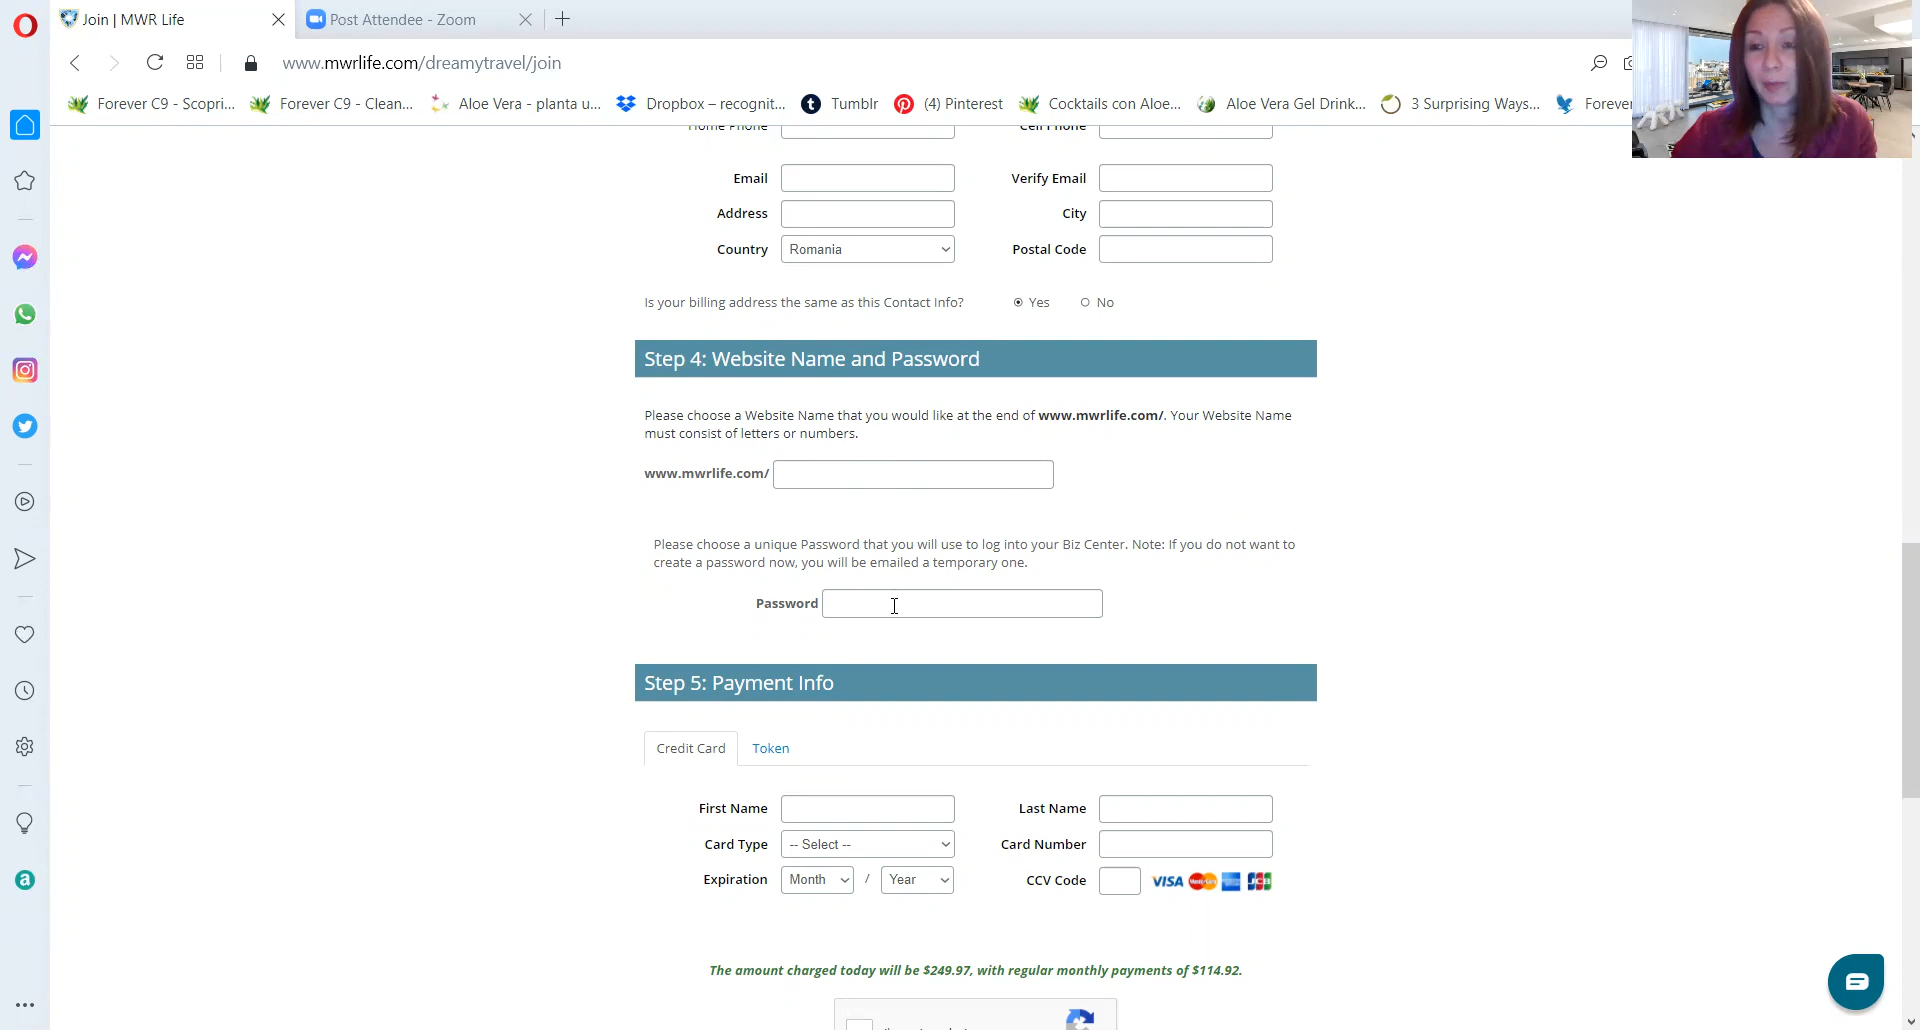 Join | MWR Life
Post Attendee - Zoom
www.mwrlife.com/dreamytravel/join
Forever C9 - Scopri...
Forever C9 - Clean...
Aloe Vera - planta u...
Dropbox – recognit...
Tumblr
(4) Pinterest
Cocktails con Aloe...
Aloe Vera Gel Drink...
3 Surprising Ways...
Forever
Home Phone
Cell Phone
Email
Verify Email
Address
City
Country
Romania
Postal Code
Is your billing address the same as this Contact Info?
Yes
No
Step 4: Website Name and Password
Please choose a Website Name that you would like at the end of www.mwrlife.com/. Your Website Name
must consist of letters or numbers.
www.mwrlife.com/
Please choose a unique Password that you will use to log into your Biz Center. Note: If you do not want to
create a password now, you will be emailed a temporary one.
Password
Step 5: Payment Info
Credit Card
Token
First Name
Last Name
Card Type
-- Select --
Card Number
Expiration
Month
/
Year
CCV Code
VISA
JCB
The amount charged today will be $249.97, with regular monthly payments of $114.92.